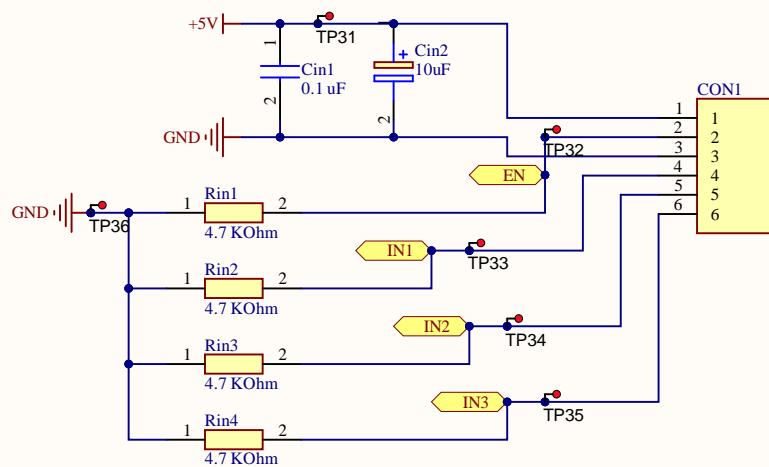 +5V
TP31
1
Cin1
0.1 uF
2
Cin2
10uF
2
GND
CON1
1 1
2 2
3 3
4 4
5 5
6 6
TP32
EN
GND
TP36
Rin1
1 2
4.7 KOhm
IN1
TP33
Rin2
1 2
4.7 KOhm
IN2
TP34
Rin3
1 2
4.7 KOhm
IN3
TP35
Rin4
1 2
4.7 KOhm